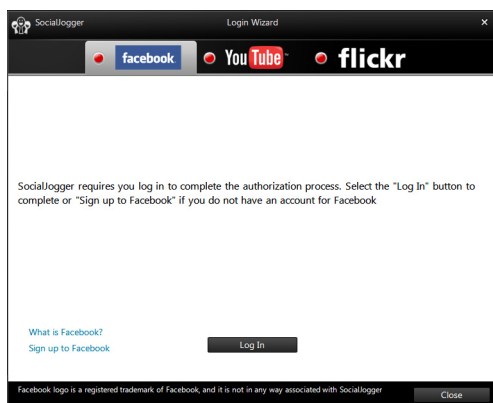 SocialJogger
Login Wizard
facebook
YouTube
flickr
SocialJogger requires you log in to complete the authorization process. Select the "Log In" button to
complete or "Sign up to Facebook" if you do not have an account for Facebook
What is Facebook?
Sign up to Facebook
Log In
Facebook logo is a registered trademark of Facebook, and it is not in any way associated with SocialJogger
Close